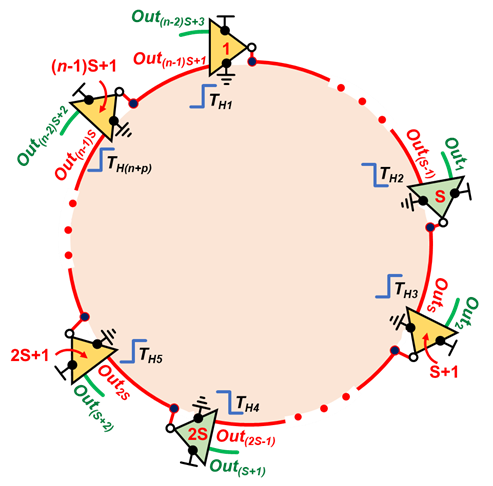 Out(n-2)S+3
Out(n-1)S+1
1
TH1
(n-1)S+1
Out(n-2)S+2
Out(n-1)S
TH(n+p)
Out(S-1)
Out1
TH2
S
TH3
OutS
Out2
S+1
TH5
2S+1
Out2S
Out(S+2)
TH4
2S
Out(2S-1)
Out(S+1)